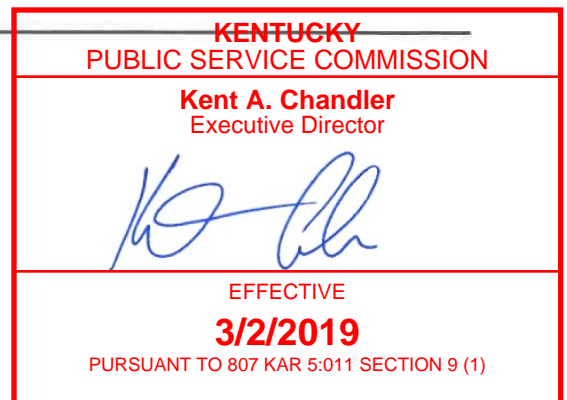 KENTUCKY
PUBLIC SERVICE COMMISSION
Kent A. Chandler
Executive Director
EFFECTIVE
3/2/2019
PURSUANT TO 807 KAR 5:011 SECTION 9 (1)